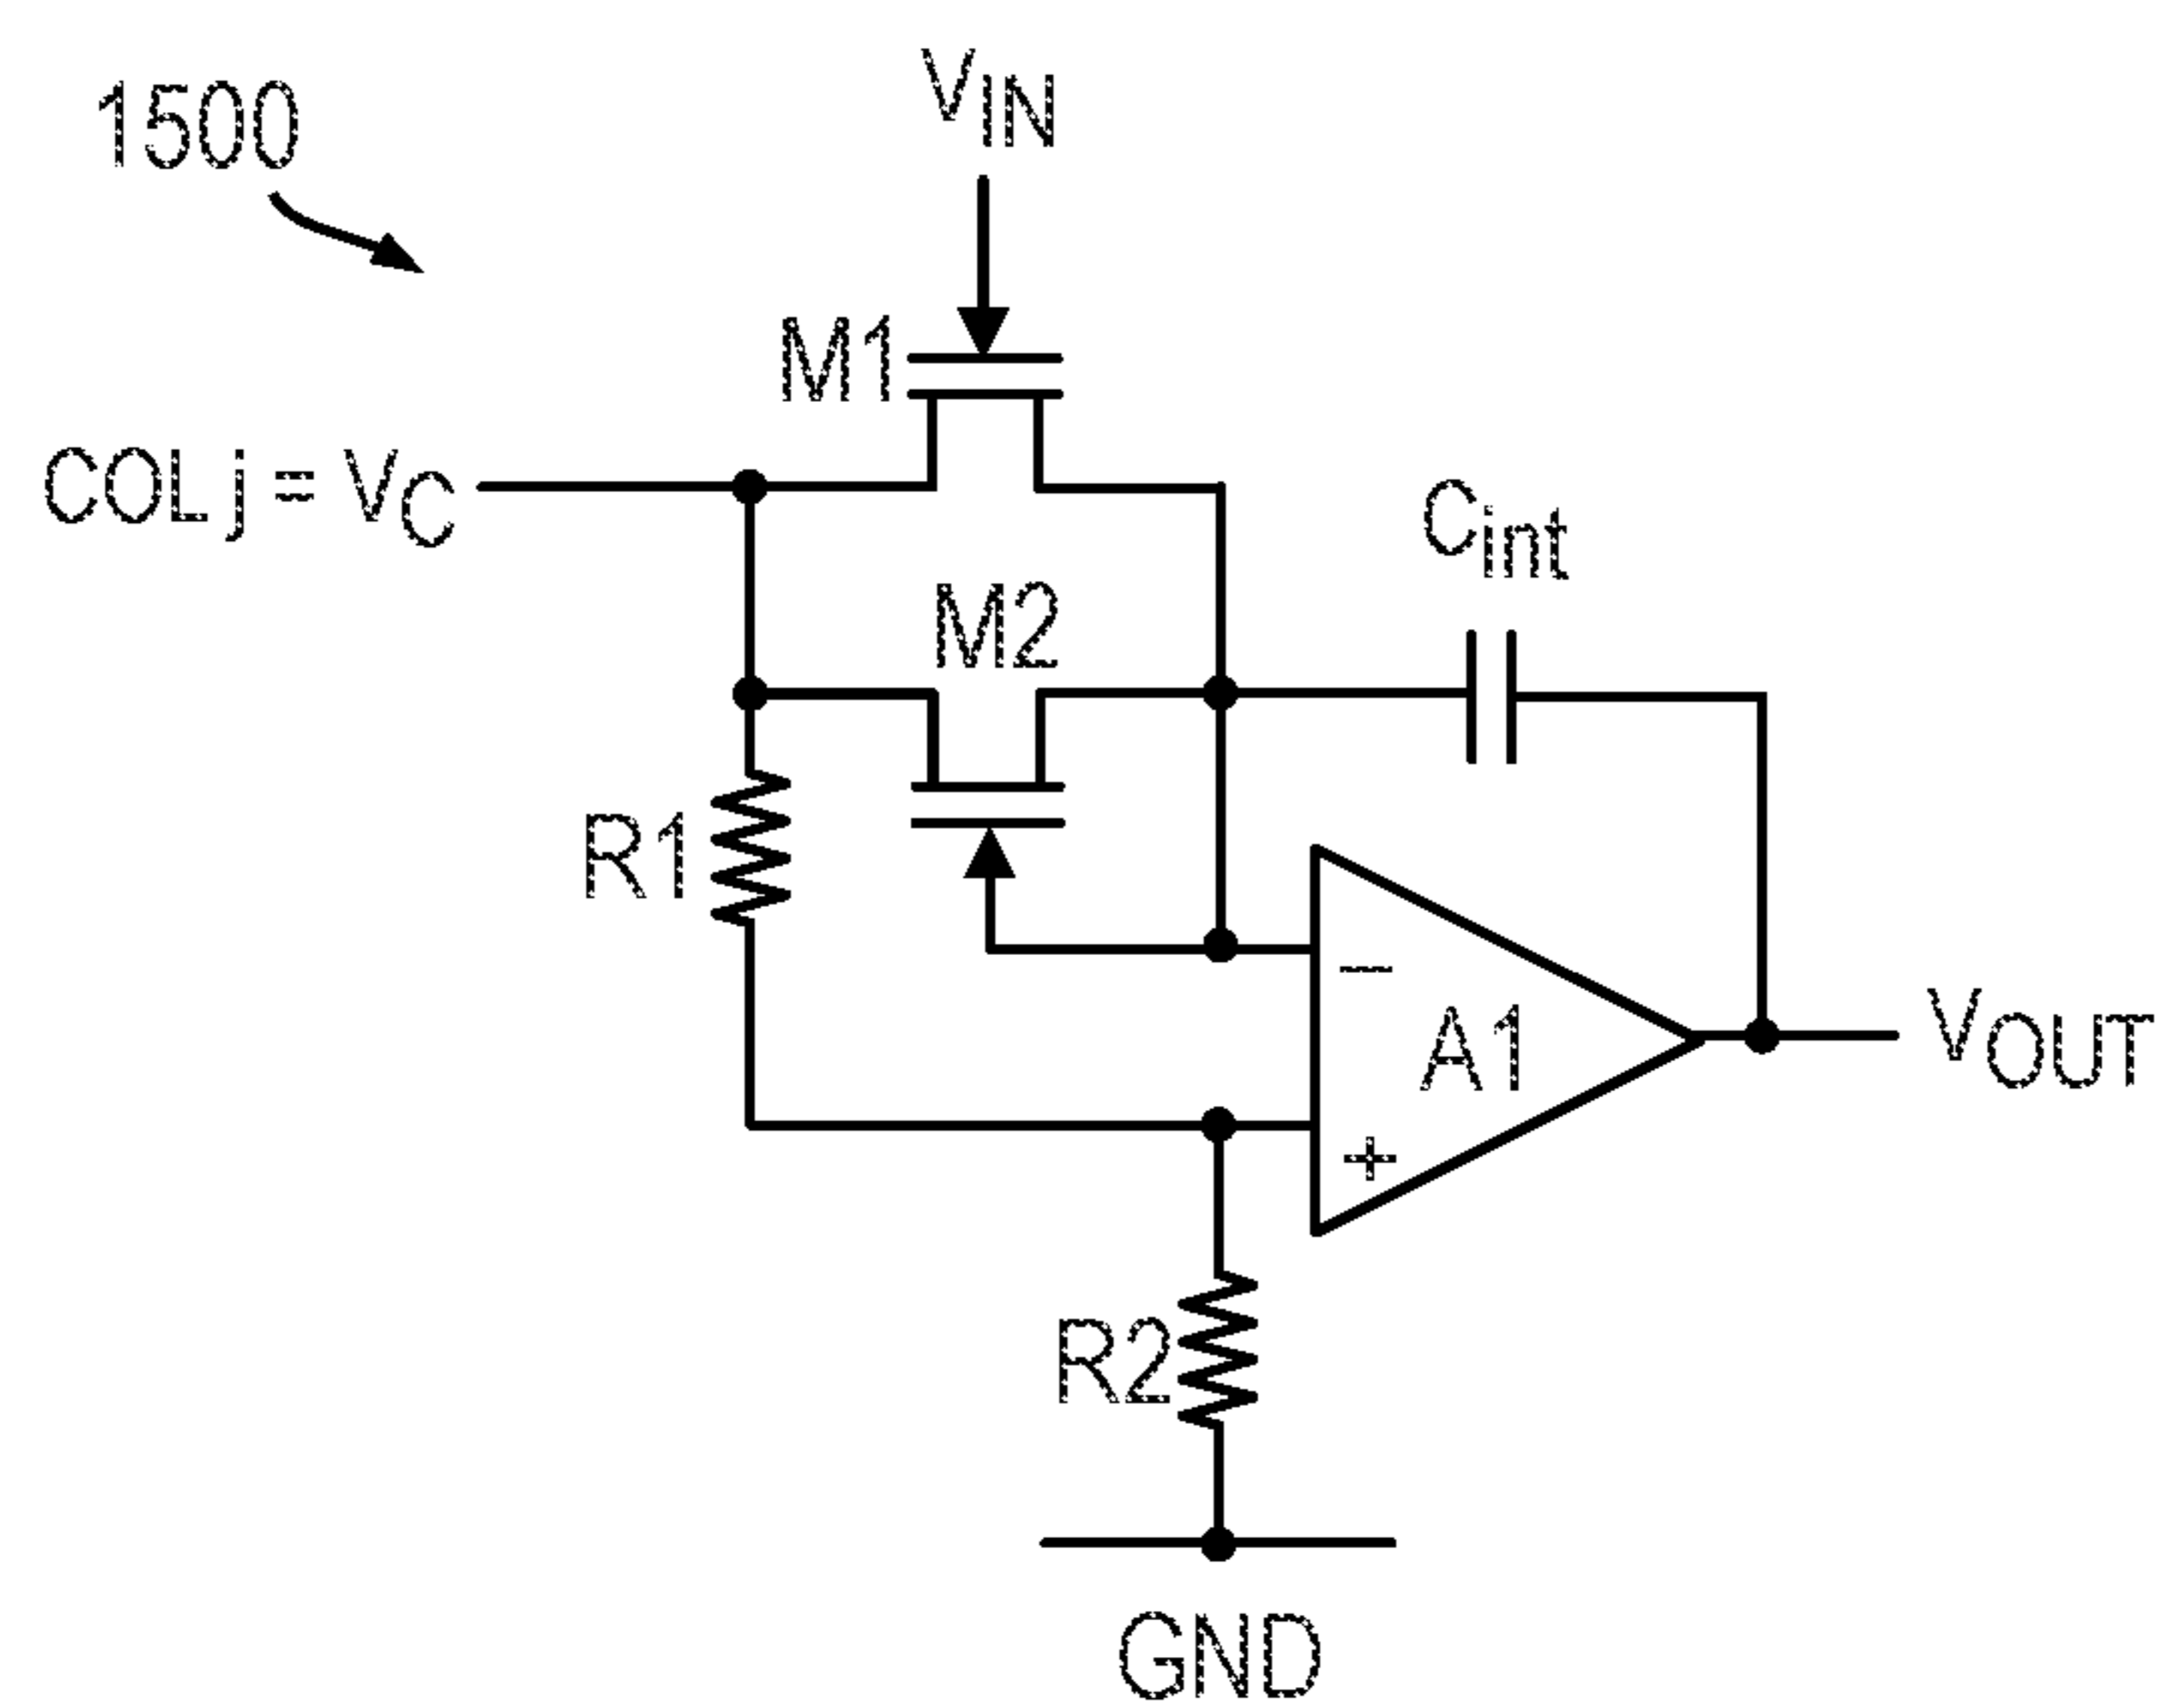 1500
VIN
M1
COL j = VC
Cint
M2
R1
−
A1
VOUT
+
R2
GND